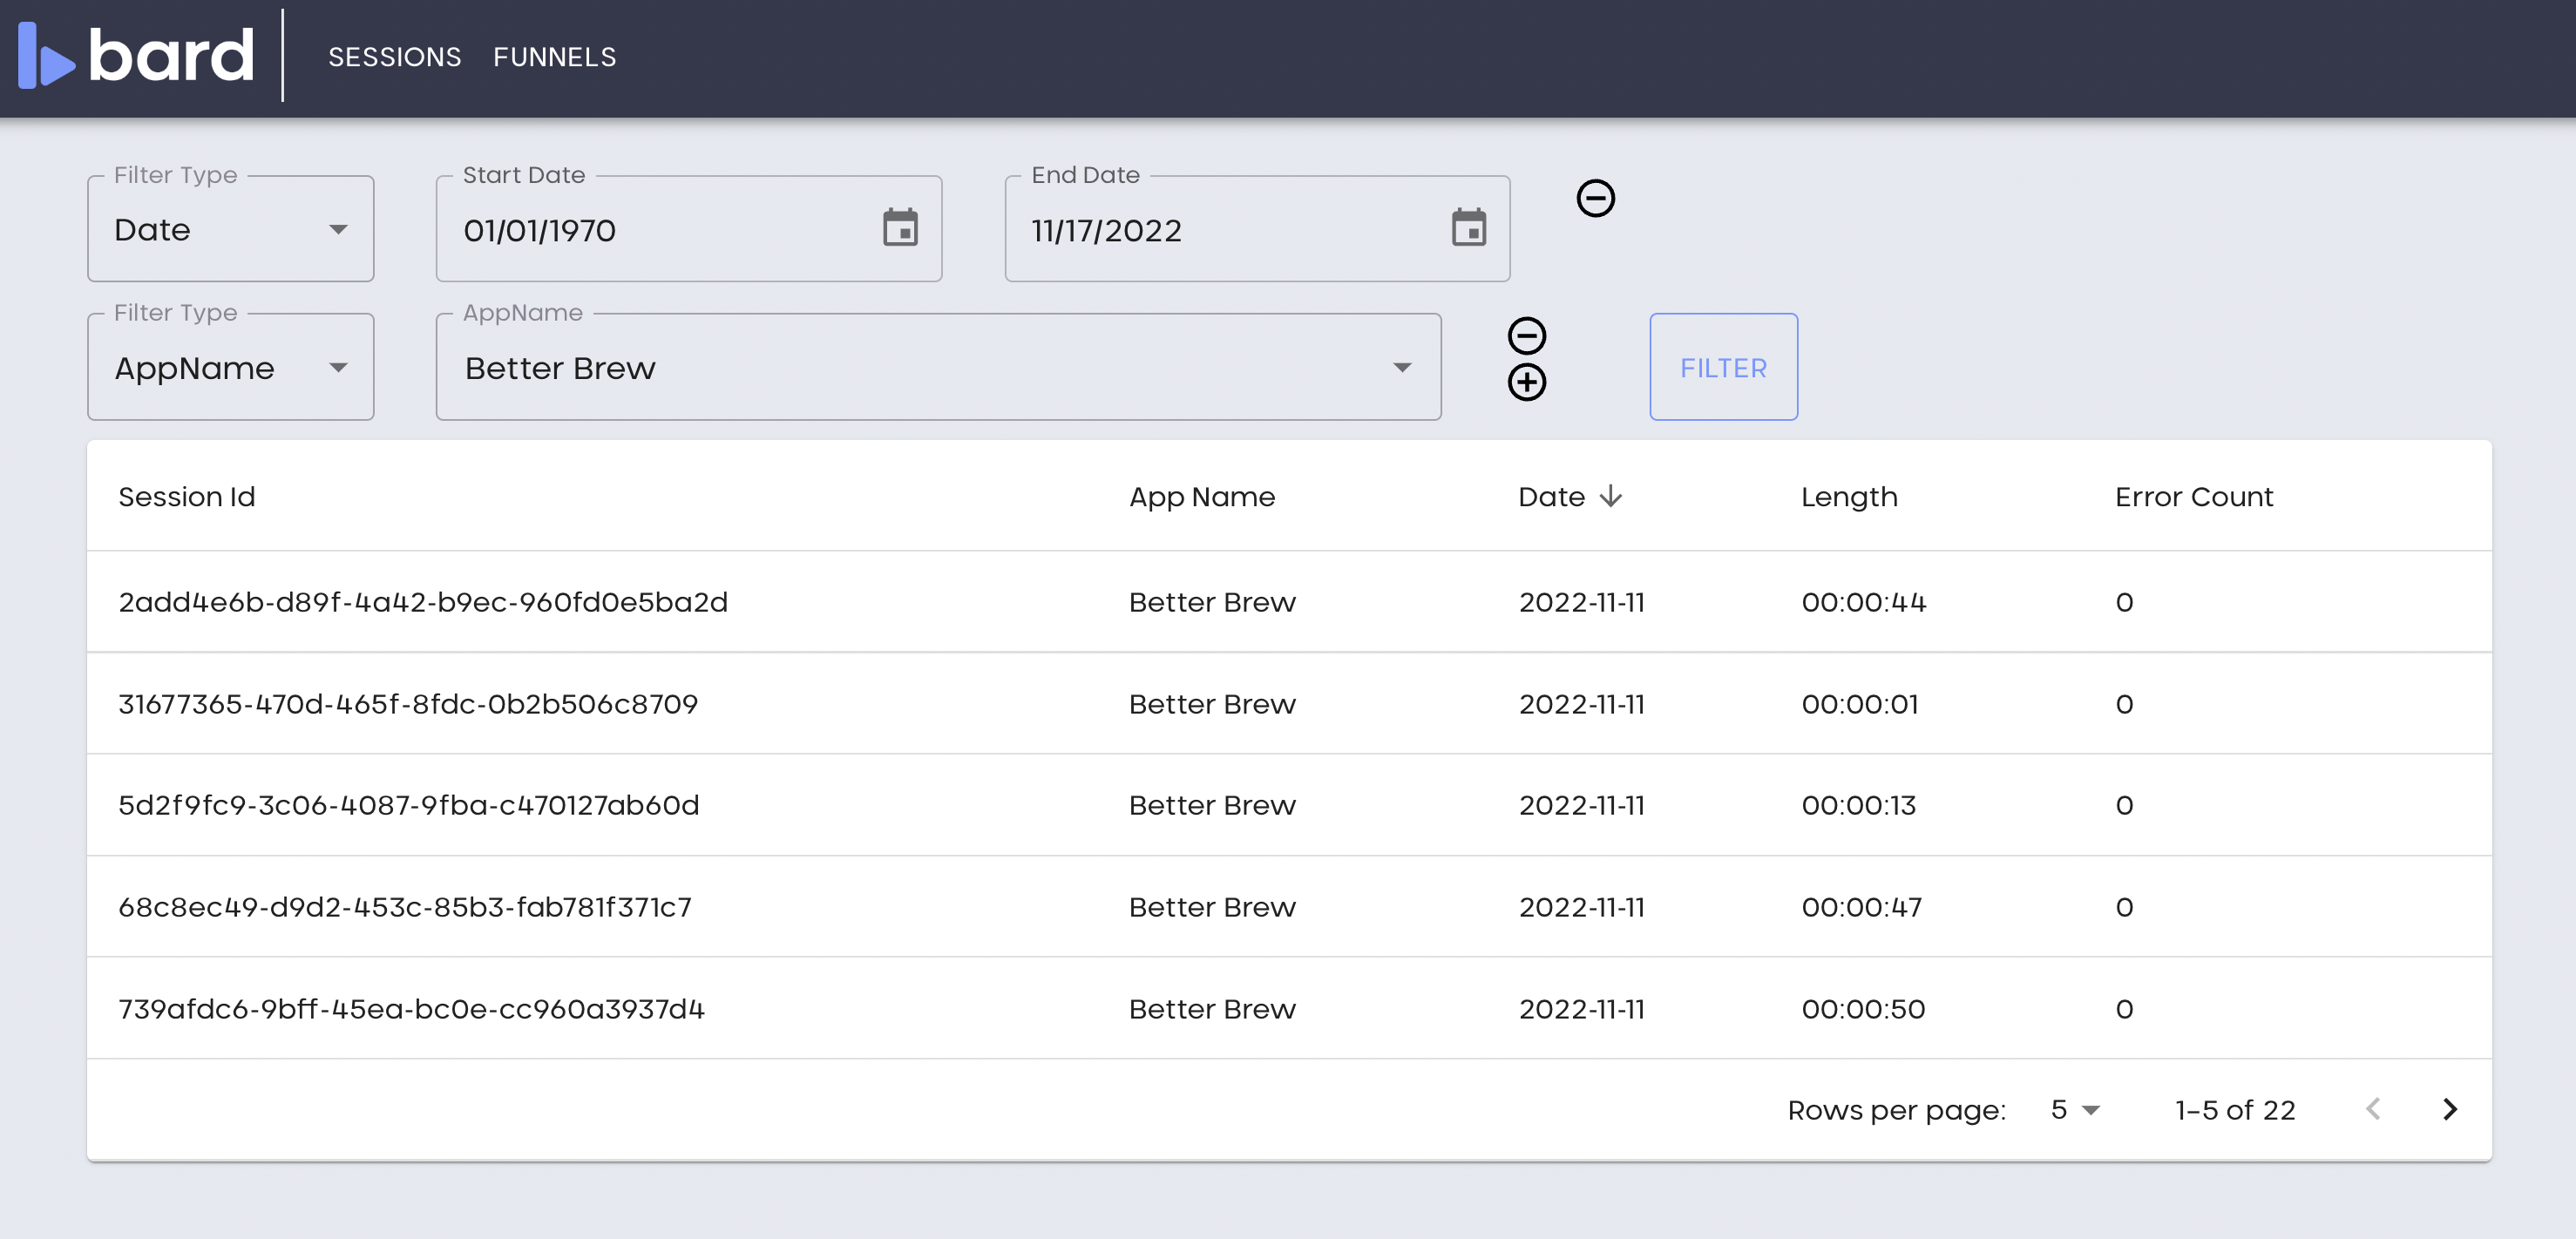 bard SESSIONS FUNNELS
Filter Type Start Date End Date
Date 01/01/1970 11/17/2022
Filter Type AppName
AppName Better Brew FILTER
Session Id App Name Date Length Error Count
2add4e6b-d89f-4a42-b9ec-960fd0e5ba2d Better Brew 2022-11-11 00:00:44 0
31677365-470d-465f-8fdc-0b2b506c8709 Better Brew 2022-11-11 00:00:01 0
5d2f9fc9-3c06-4087-9fba-c470127ab60d Better Brew 2022-11-11 00:00:13 0
68c8ec49-d9d2-453c-85b3-fab781f371c7 Better Brew 2022-11-11 00:00:47 0
739afdc6-9bff-45ea-bc0e-cc960a3937d4 Better Brew 2022-11-11 00:00:50 0
Rows per page: 5 1–5 of 22